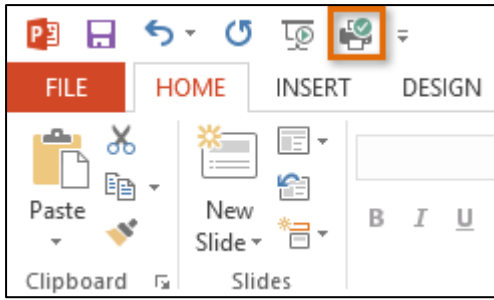 P
FILE HOME INSERT DESIGN
Paste
New
Slide
B I U
Clipboard Slides